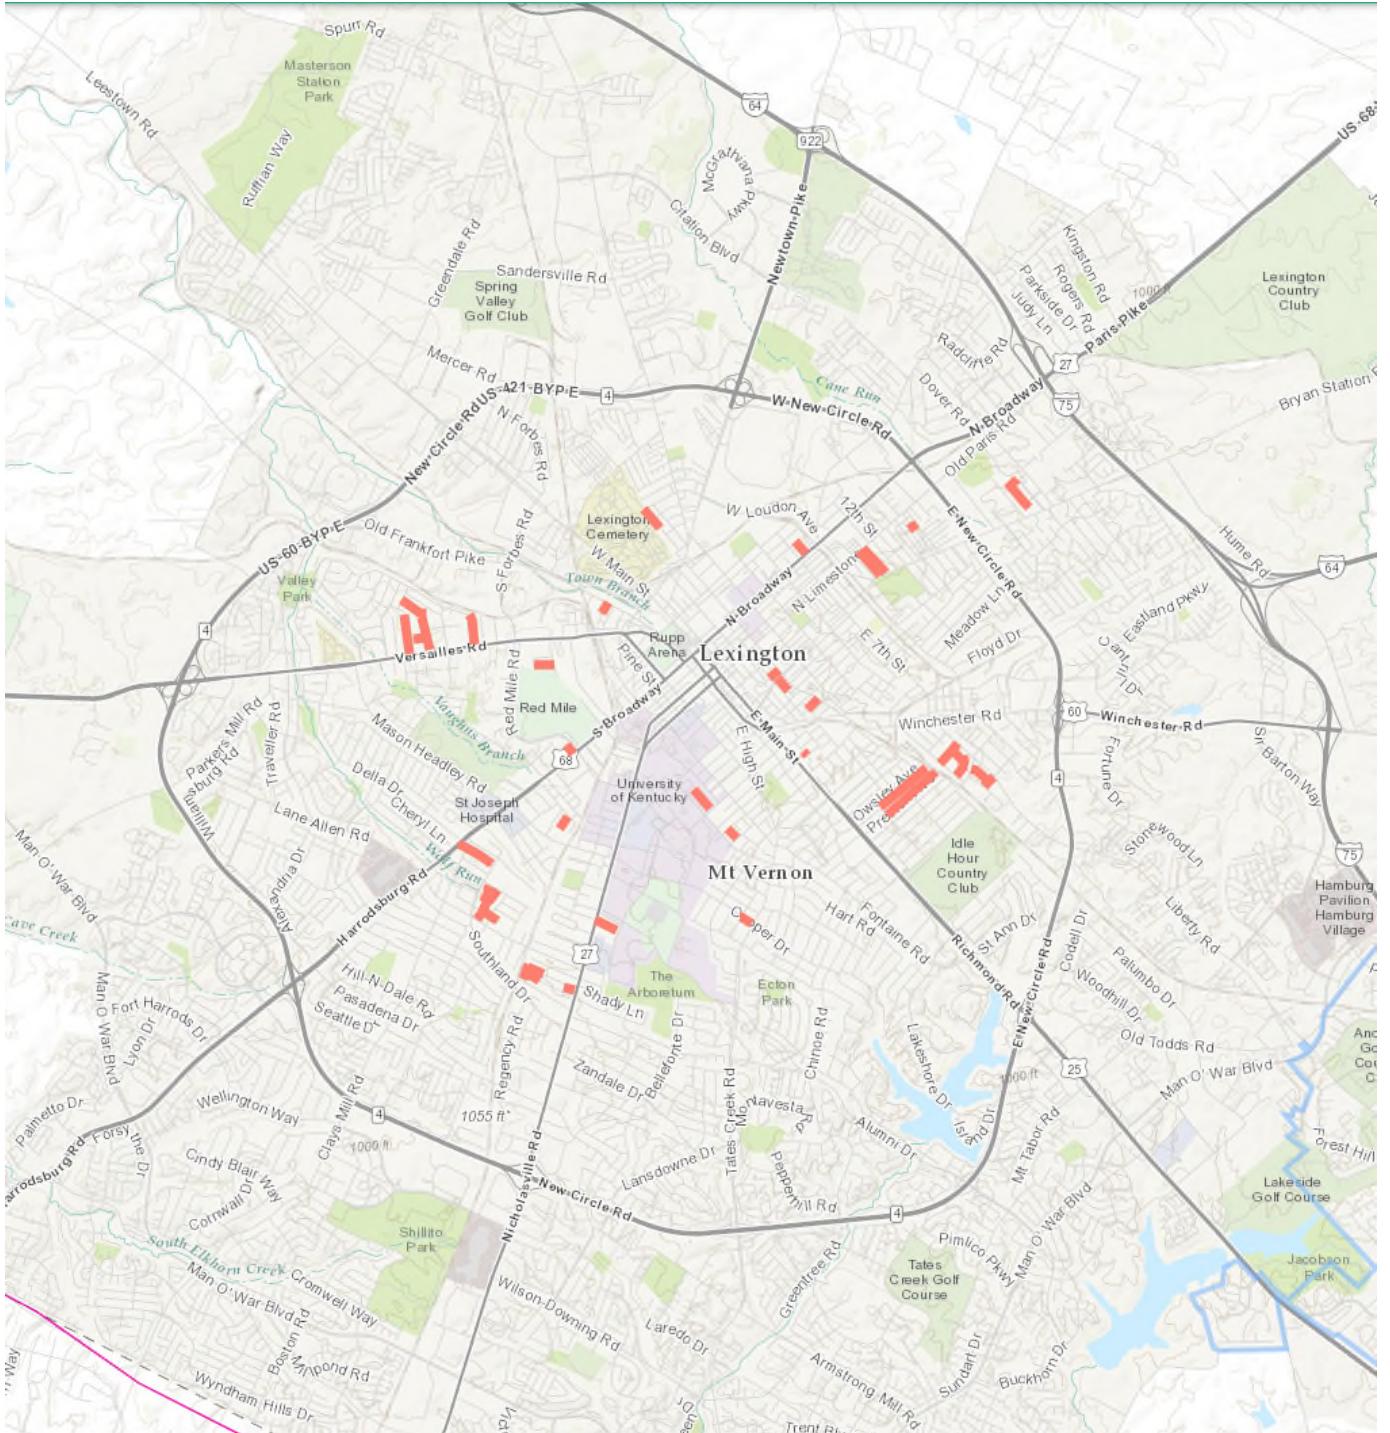 Spurr Rd
Masterson
Station
Park
Leestown Rd
Ruffian Way
64
922
US-68-
McGrathiana Pkwy
Citation Blvd
Newtown Pike
Greendale Rd
Sandersville Rd
Spring
Valley
Golf Club
Kingston Rd
Rogers Rd
Parkside Dr
Judy Ln
1000 ft
Lexington
Country
Club
Paris Pike
Radcliffe Rd
27
Mercer Rd
US-421-BYP E
4
Cane Run
Dover Rd
N Broadway
75
Bryan Station
W New Circle Rd
N Forbes Rd
New Circle Rd
Old Paris Rd
Lexington
Cemetery
W Loudon Ave
12th St
E New Circle Rd
Old Frankfort Pike
S Forbes Rd
US-60-BYP E
W Main St
Hume Rd
64
Valley
Park
Town Branch
N Limestone
N Broadway
Meadow Ln
Eastland Pkwy
4
Versailles Rd
Rupp
Arena
Pine St
Lexington
E 7th St
Floyd Dr
Red Mile Rd
Red Mile
S Broadway
Winchester Rd
60
Winchester Rd
Parkers Mill Rd
sburg Rd
Traveller Rd
Vaughns Branch
Mason Headley Rd
68
E Main St
E High St
Fortune Dr
Sir Barton Way
4
Della Dr
Cheryl Ln
St Joseph
Hospital
University
of Kentucky
Owsley Ave
Pre
William
Lane Allen Rd
Stonewood Ln
75
Man O' War Blvd
Alexandria Dr
Wolf Run
Mt Vernon
Idle
Hour
Country
Club
Hamburg
Pavilion
Hamburg
Village
Harrodsburg Rd
Liberty Rd
Cave Creek
Cooper Dr
Hart Rd
Fontaine Rd
St Ann Dr
Codell Dr
Southland Dr
27
Richmond Rd
Palumbo Dr
Woodhill Dr
Man O War Blvd
Hill-N-Dale Rd
Pasadena Dr
Seattle Dr
The
Arboretum
Ecton
Park
Fort Harrods Dr
Lyon Dr
Shady Ln
E New Circle Rd
Old Todds Rd
Regency Rd
Bellefonte Dr
Chinoe Rd
Lakeshore Dr
Zandale Dr
1000 ft
25
Man O' War Blvd
Palmetto Dr
Wellington Way
Clays Mill Rd
4
1055 ft
Tates Creek Rd
Island Dr
Forsythe Dr
1000 ft
Alumni Dr
Mt Tabor Rd
Forest Hill
arrodsburg Rd
Cindy Blair Way
Cornwall Dr
Nicholasville Rd
New Circle Rd
Lansdowne Dr
Pepperhill Rd
4
Lakeside
Golf Course
Shillito
Park
Pimlico Pkwy
Man O' War Blvd
South Elkhorn Creek
Jacobson
Park
Man O' War Blvd
Cromwell Way
Wilson-Downing Rd
Greentree Rd
Tates
Creek Golf
Course
Boston Rd
Laredo Dr
Armstrong Mill Rd
Sundart Dr
Buckhorn Dr
Wyndham Hills Dr